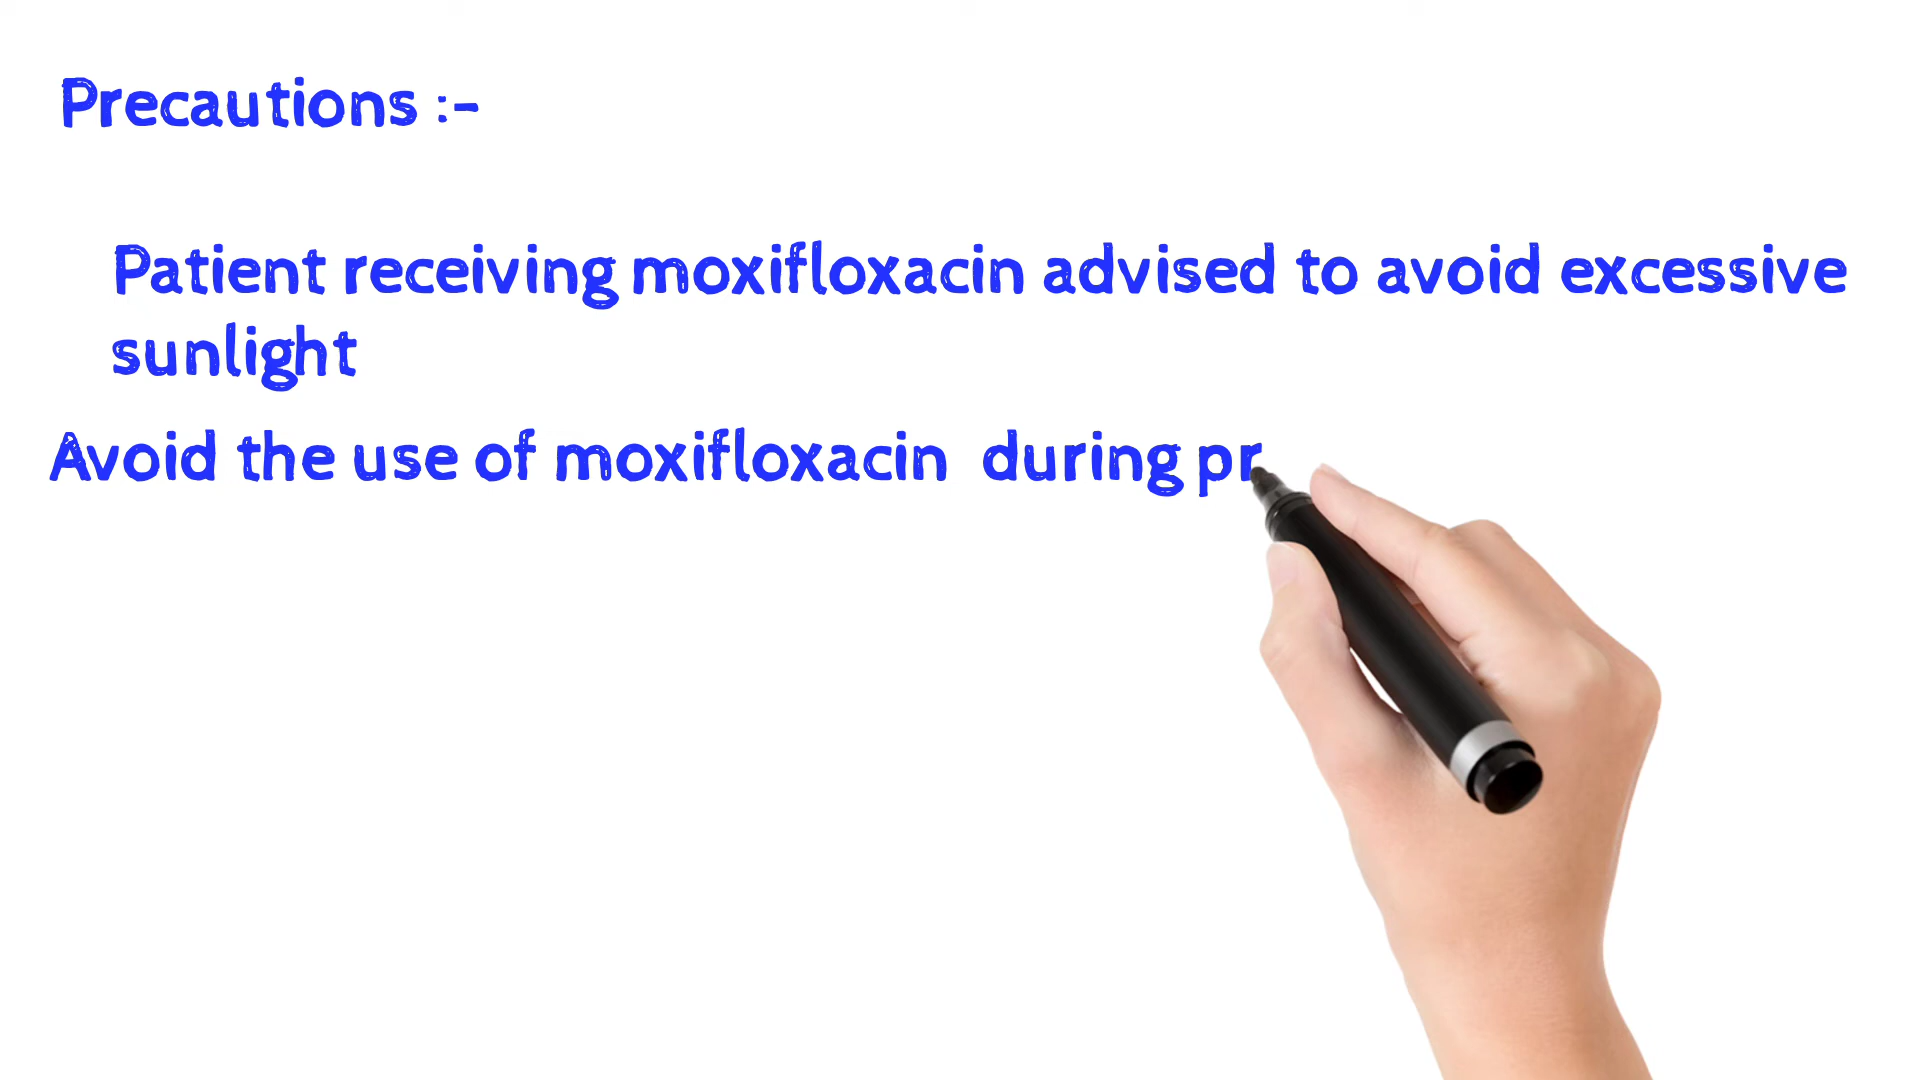 Precautions :-
Patient receiving moxifloxacin advised to avoid excessive
sunlight
Avoid the use of moxifloxacin during pr